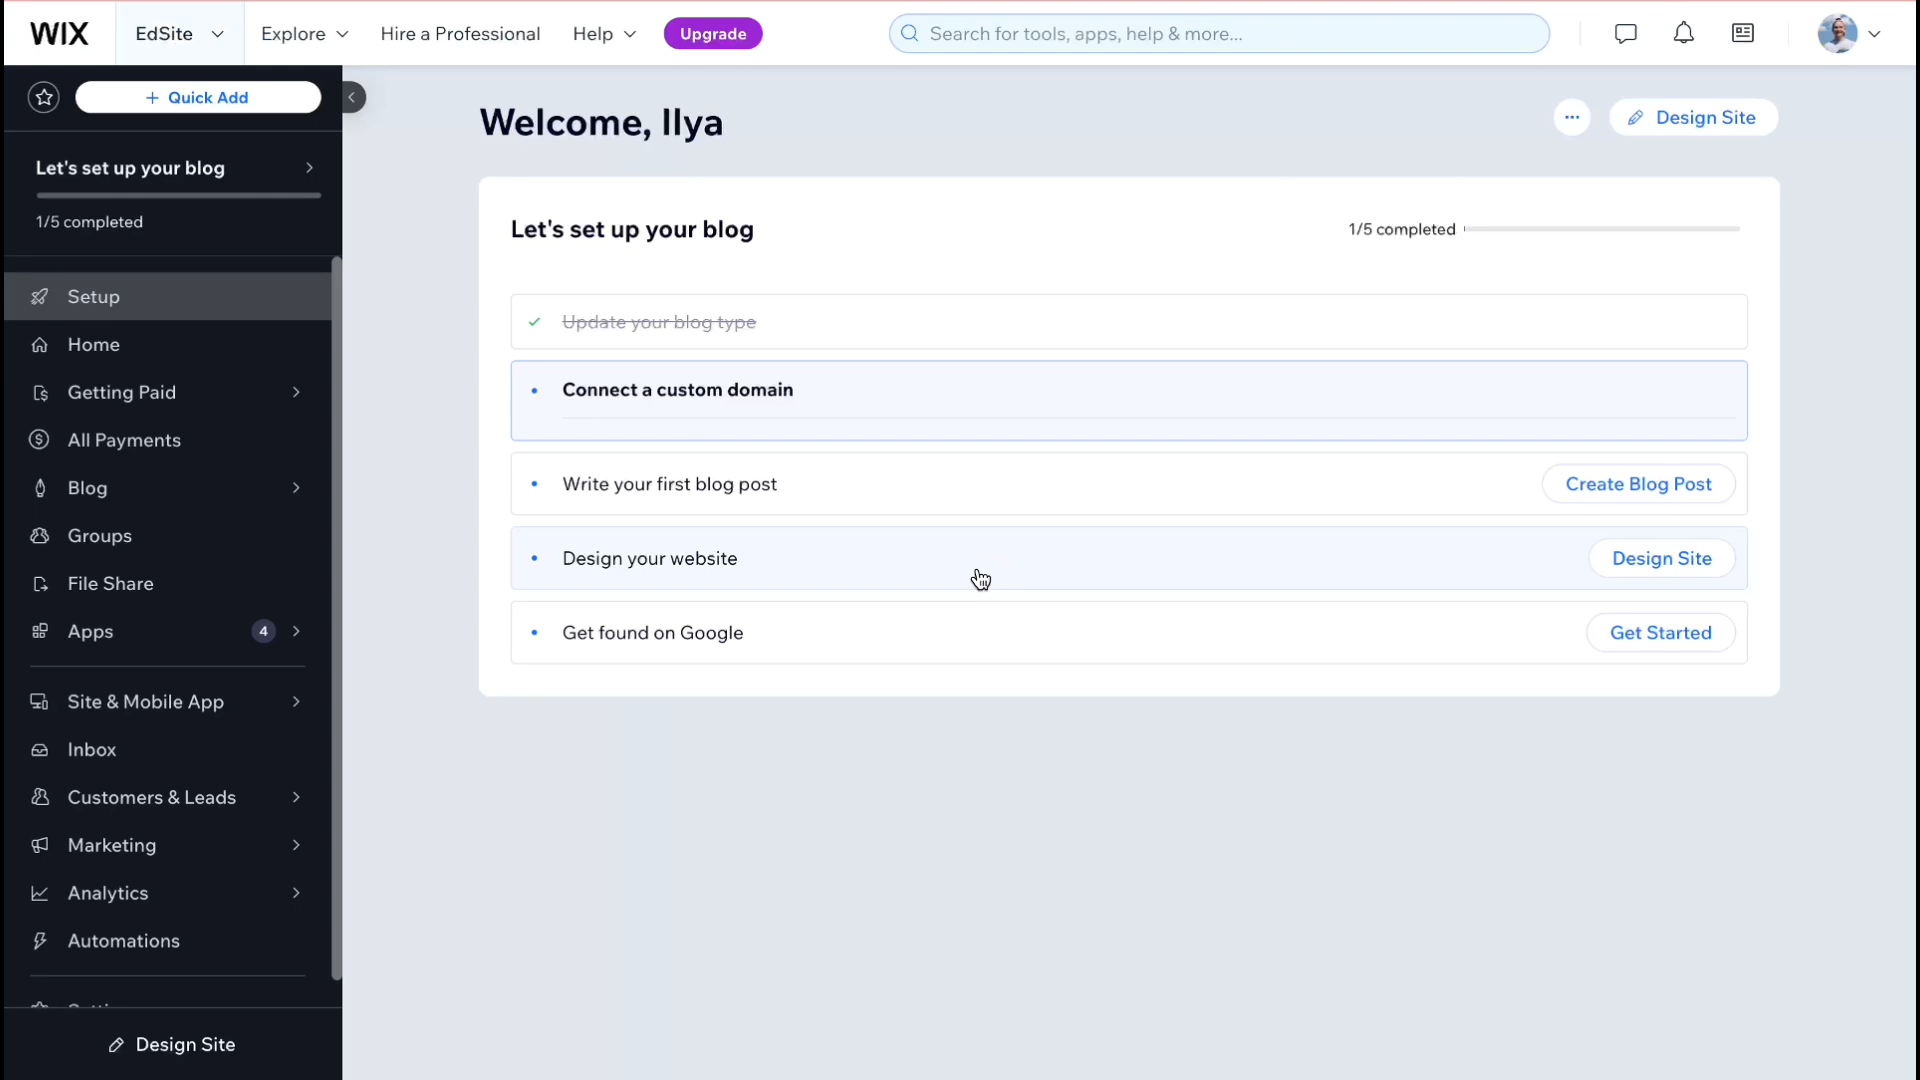 WIX
EdSite
Explore
Hire a Professional
Help
Upgrade
Search for tools, apps, help & more...
+ Quick Add
Let's set up your blog
1/5 completed
Setup
Home
Getting Paid
All Payments
Blog
Groups
File Share
Apps 4
Site & Mobile App
Inbox
Customers & Leads
Marketing
Analytics
Automations
Design Site
Welcome, Ilya
Design Site
Let's set up your blog
1/5 completed
Update your blog type
Connect a custom domain
Write your first blog post
Create Blog Post
Design your website
Design Site
Get found on Google
Get Started